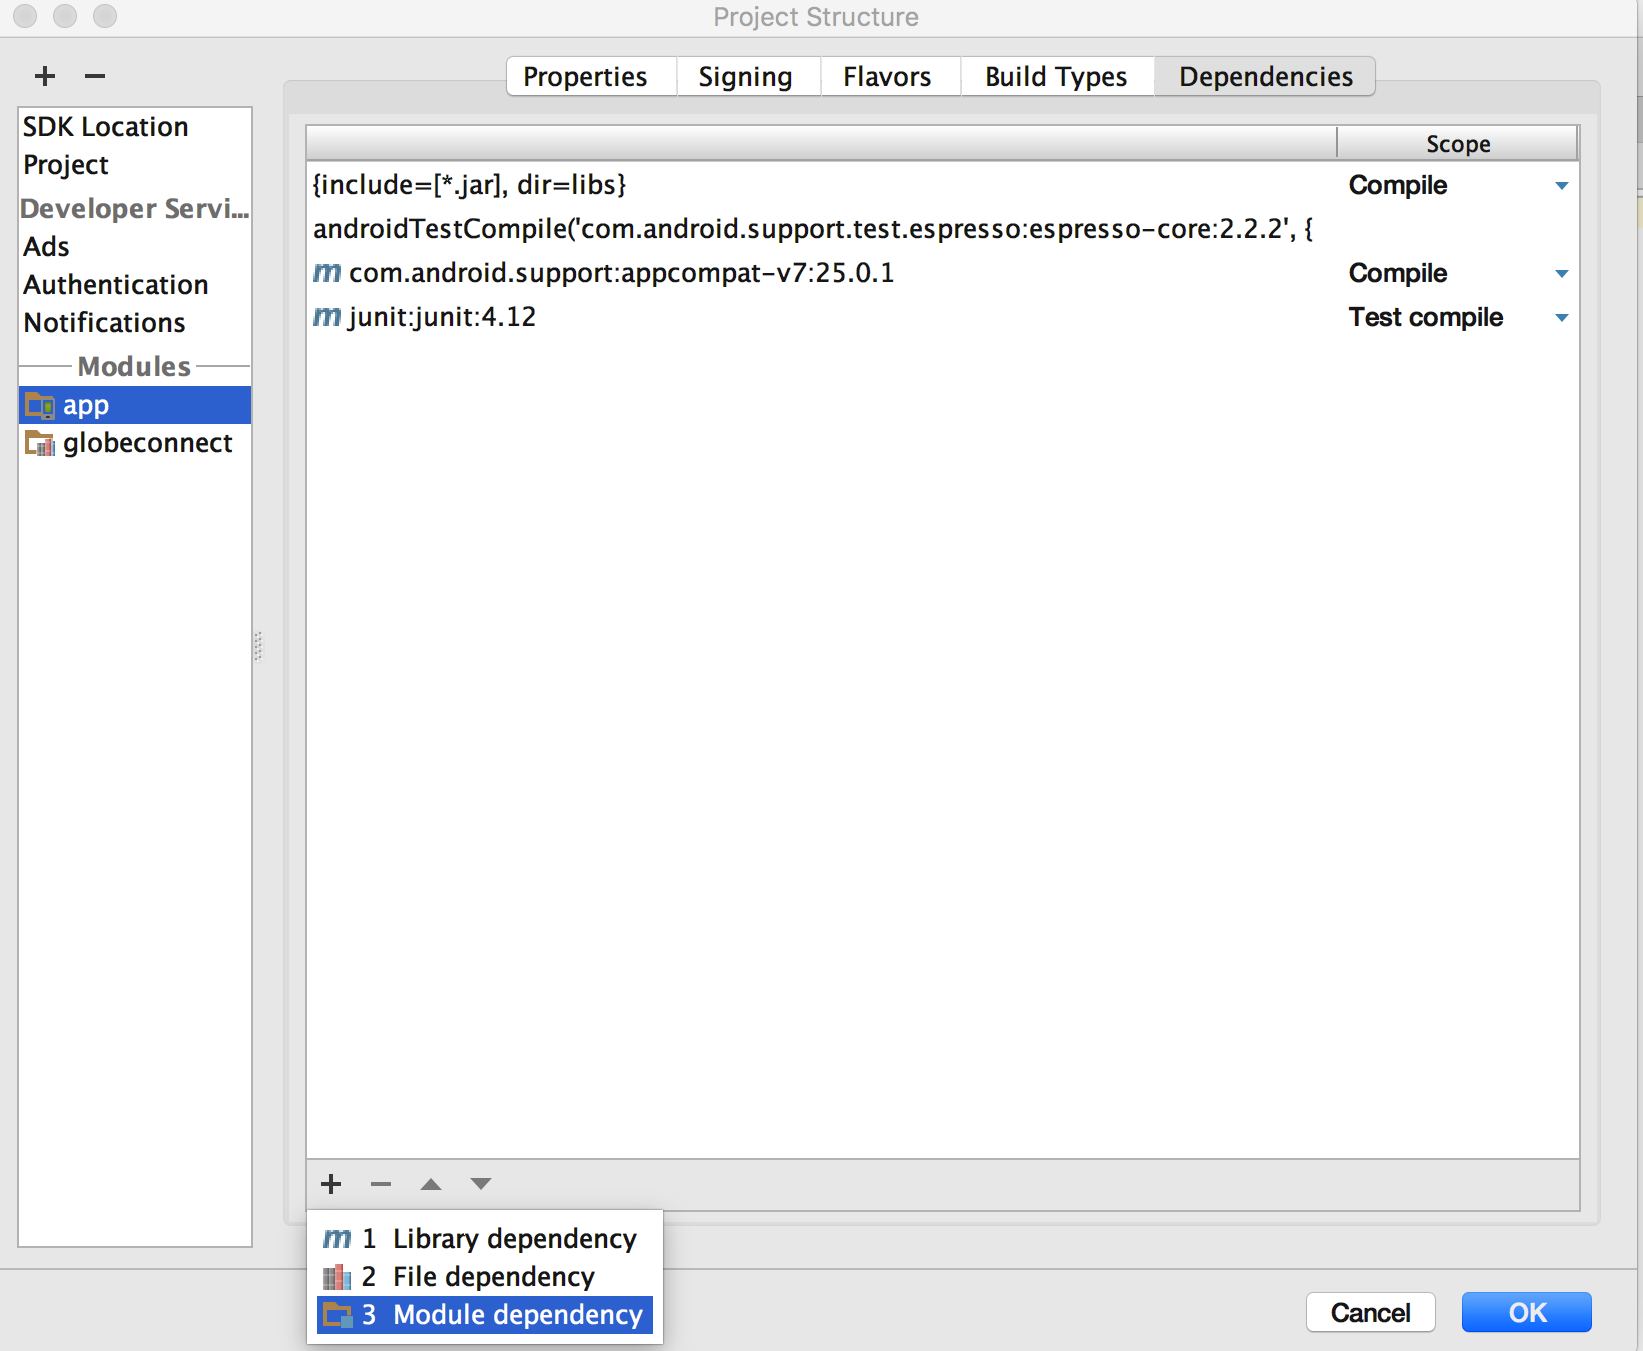 Project Structure
Properties
Signing
Flavors
Build Types
Dependencies
SDK Location
Project
Developer Servi...
Ads
Authentication
Notifications
Modules
app
globeconnect
Scope
{include=[*.jar], dir=libs}
Compile
androidTestCompile('com.android.support.test.espresso:espresso-core:2.2.2', {
m com.android.support:appcompat-v7:25.0.1
Compile
m junit:junit:4.12
Test compile
m 1 Library dependency
2 File dependency
3 Module dependency
Cancel
OK